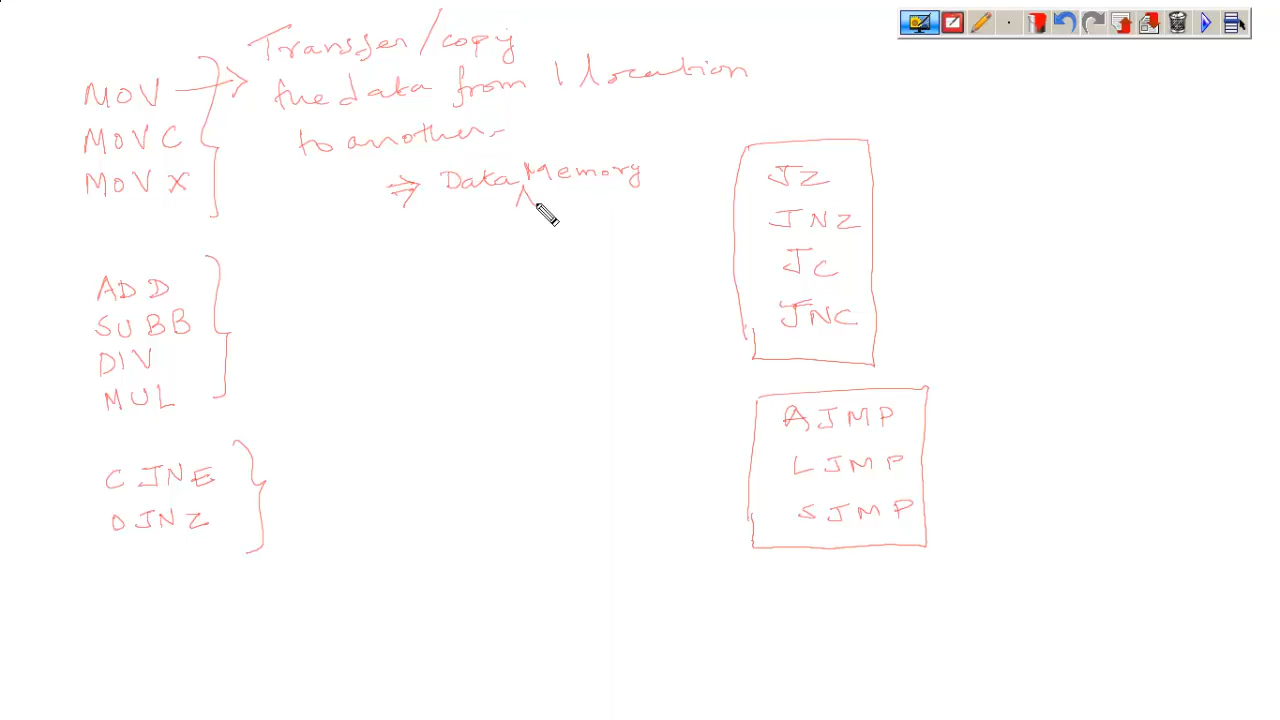 Transfer/copy
MOV → the data from 1 location
MOVC to another.
MOVX ⇒ Data Memory
ADD
SUBB
DIV
MUL
CJNE
DJNZ
JZ
JNZ
JC
JNC
AJMP
LJMP
SJMP